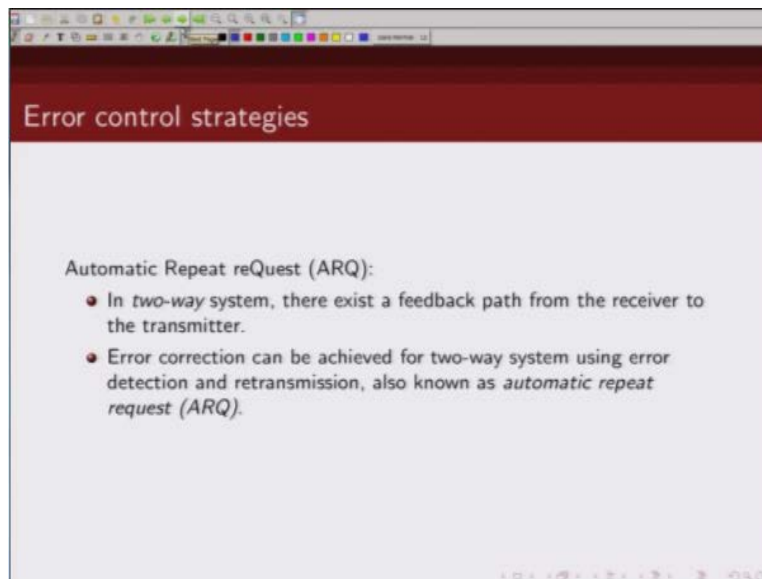 Error control strategies
Automatic Repeat reQuest (ARQ):
In two-way system, there exist a feedback path from the receiver to
the transmitter.
Error correction can be achieved for two-way system using error
detection and retransmission, also known as automatic repeat
request (ARQ).